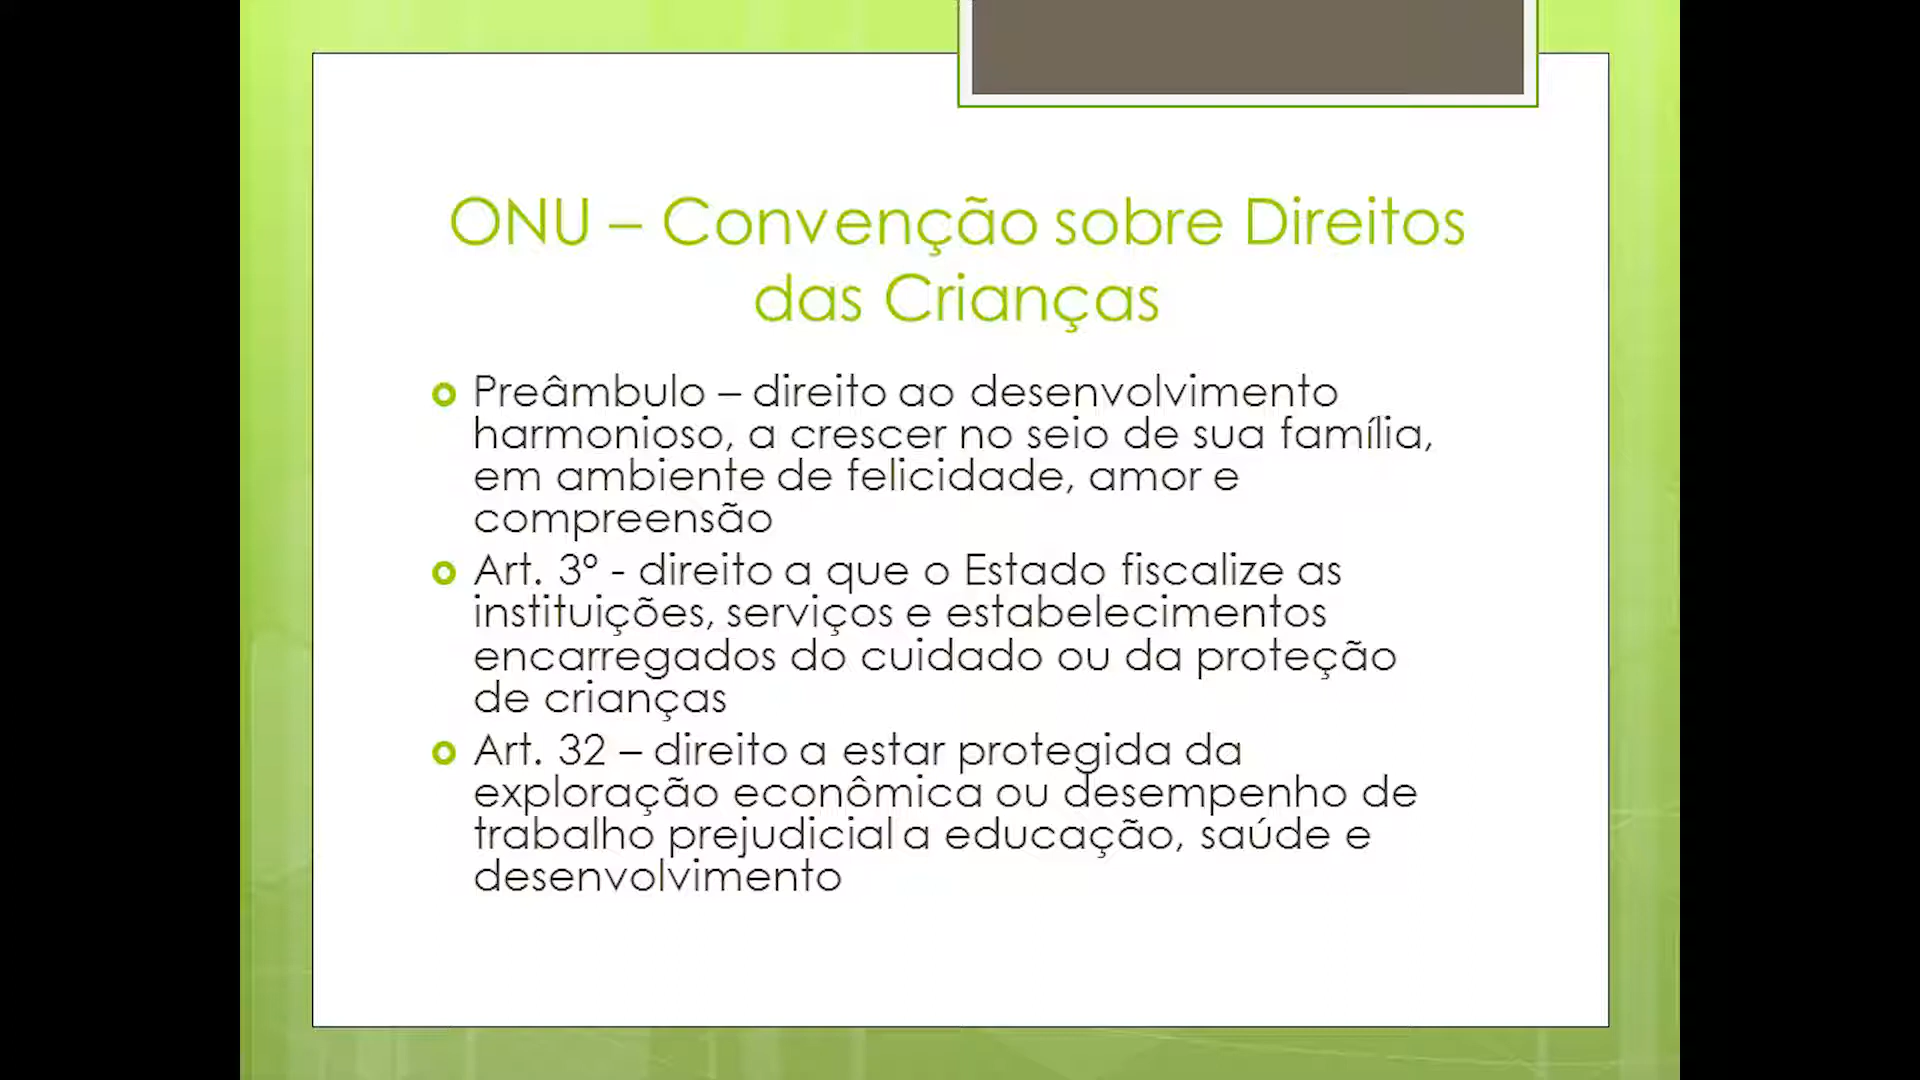 ONU – Convenção sobre Direitos
das Crianças
Preâmbulo – direito ao desenvolvimento
harmonioso, a crescer no seio de sua família,
em ambiente de felicidade, amor e
compreensão
Art. 3º - direito a que o Estado fiscalize as
instituições, serviços e estabelecimentos
encarregados do cuidado ou da proteção
de crianças
Art. 32 – direito a estar protegida da
exploração econômica ou desempenho de
trabalho prejudicial a educação, saúde e
desenvolvimento